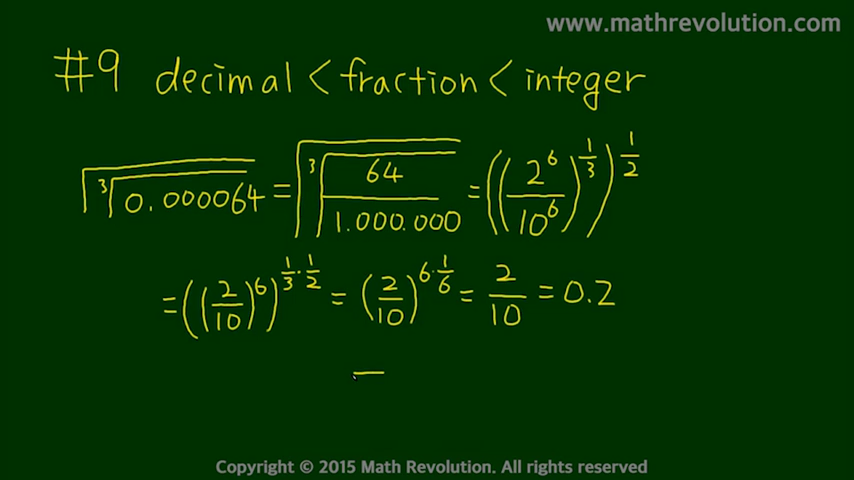 www.mathrevolution.com
#9 decimal < fraction < integer
√(∛0.000064) = √(∛(64/1.000.000)) = ((2⁶/10⁶)^(1/3))^(1/2)
= ((2/10)⁶)^(1/3·1/2) = (2/10)^(6·1/6) = 2/10 = 0.2
Copyright © 2015 Math Revolution. All rights reserved